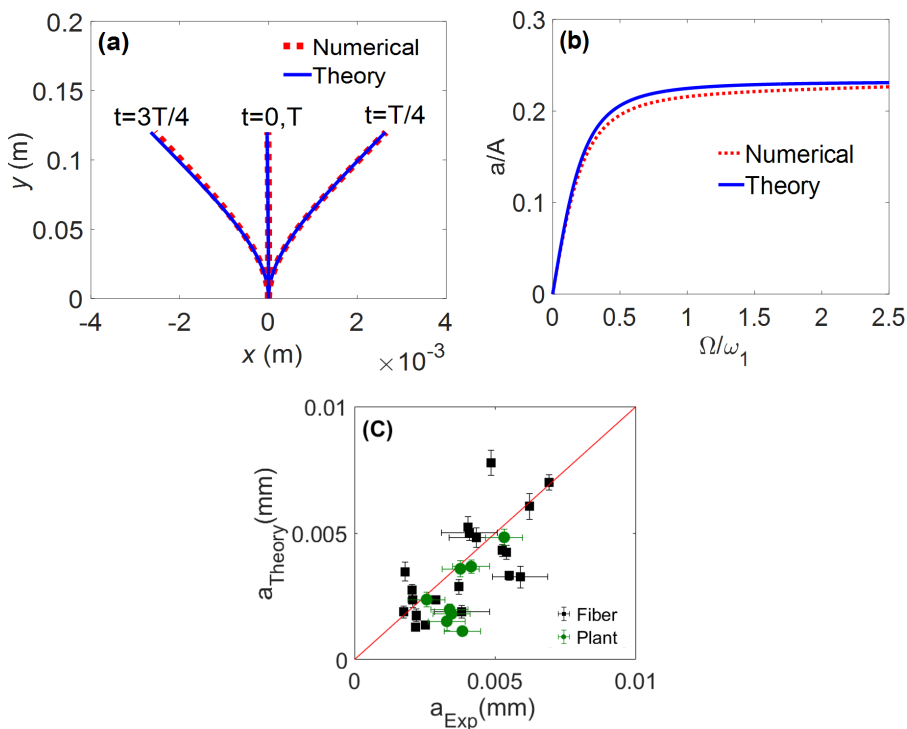 (a)
Numerical
Theory
t=3T/4
t=0,T
t=T/4
0.2
0.15
0.1
0.05
0
y (m)
-4
-2
0
2
4
x (m)
×10⁻³
(b)
Numerical
Theory
0.3
0.2
0.1
0
a/A
0
0.5
1
1.5
2
2.5
Ω/ω₁
(C)
0.01
0.005
0
a_Theory(mm)
Fiber
Plant
0
0.005
0.01
a_Exp(mm)